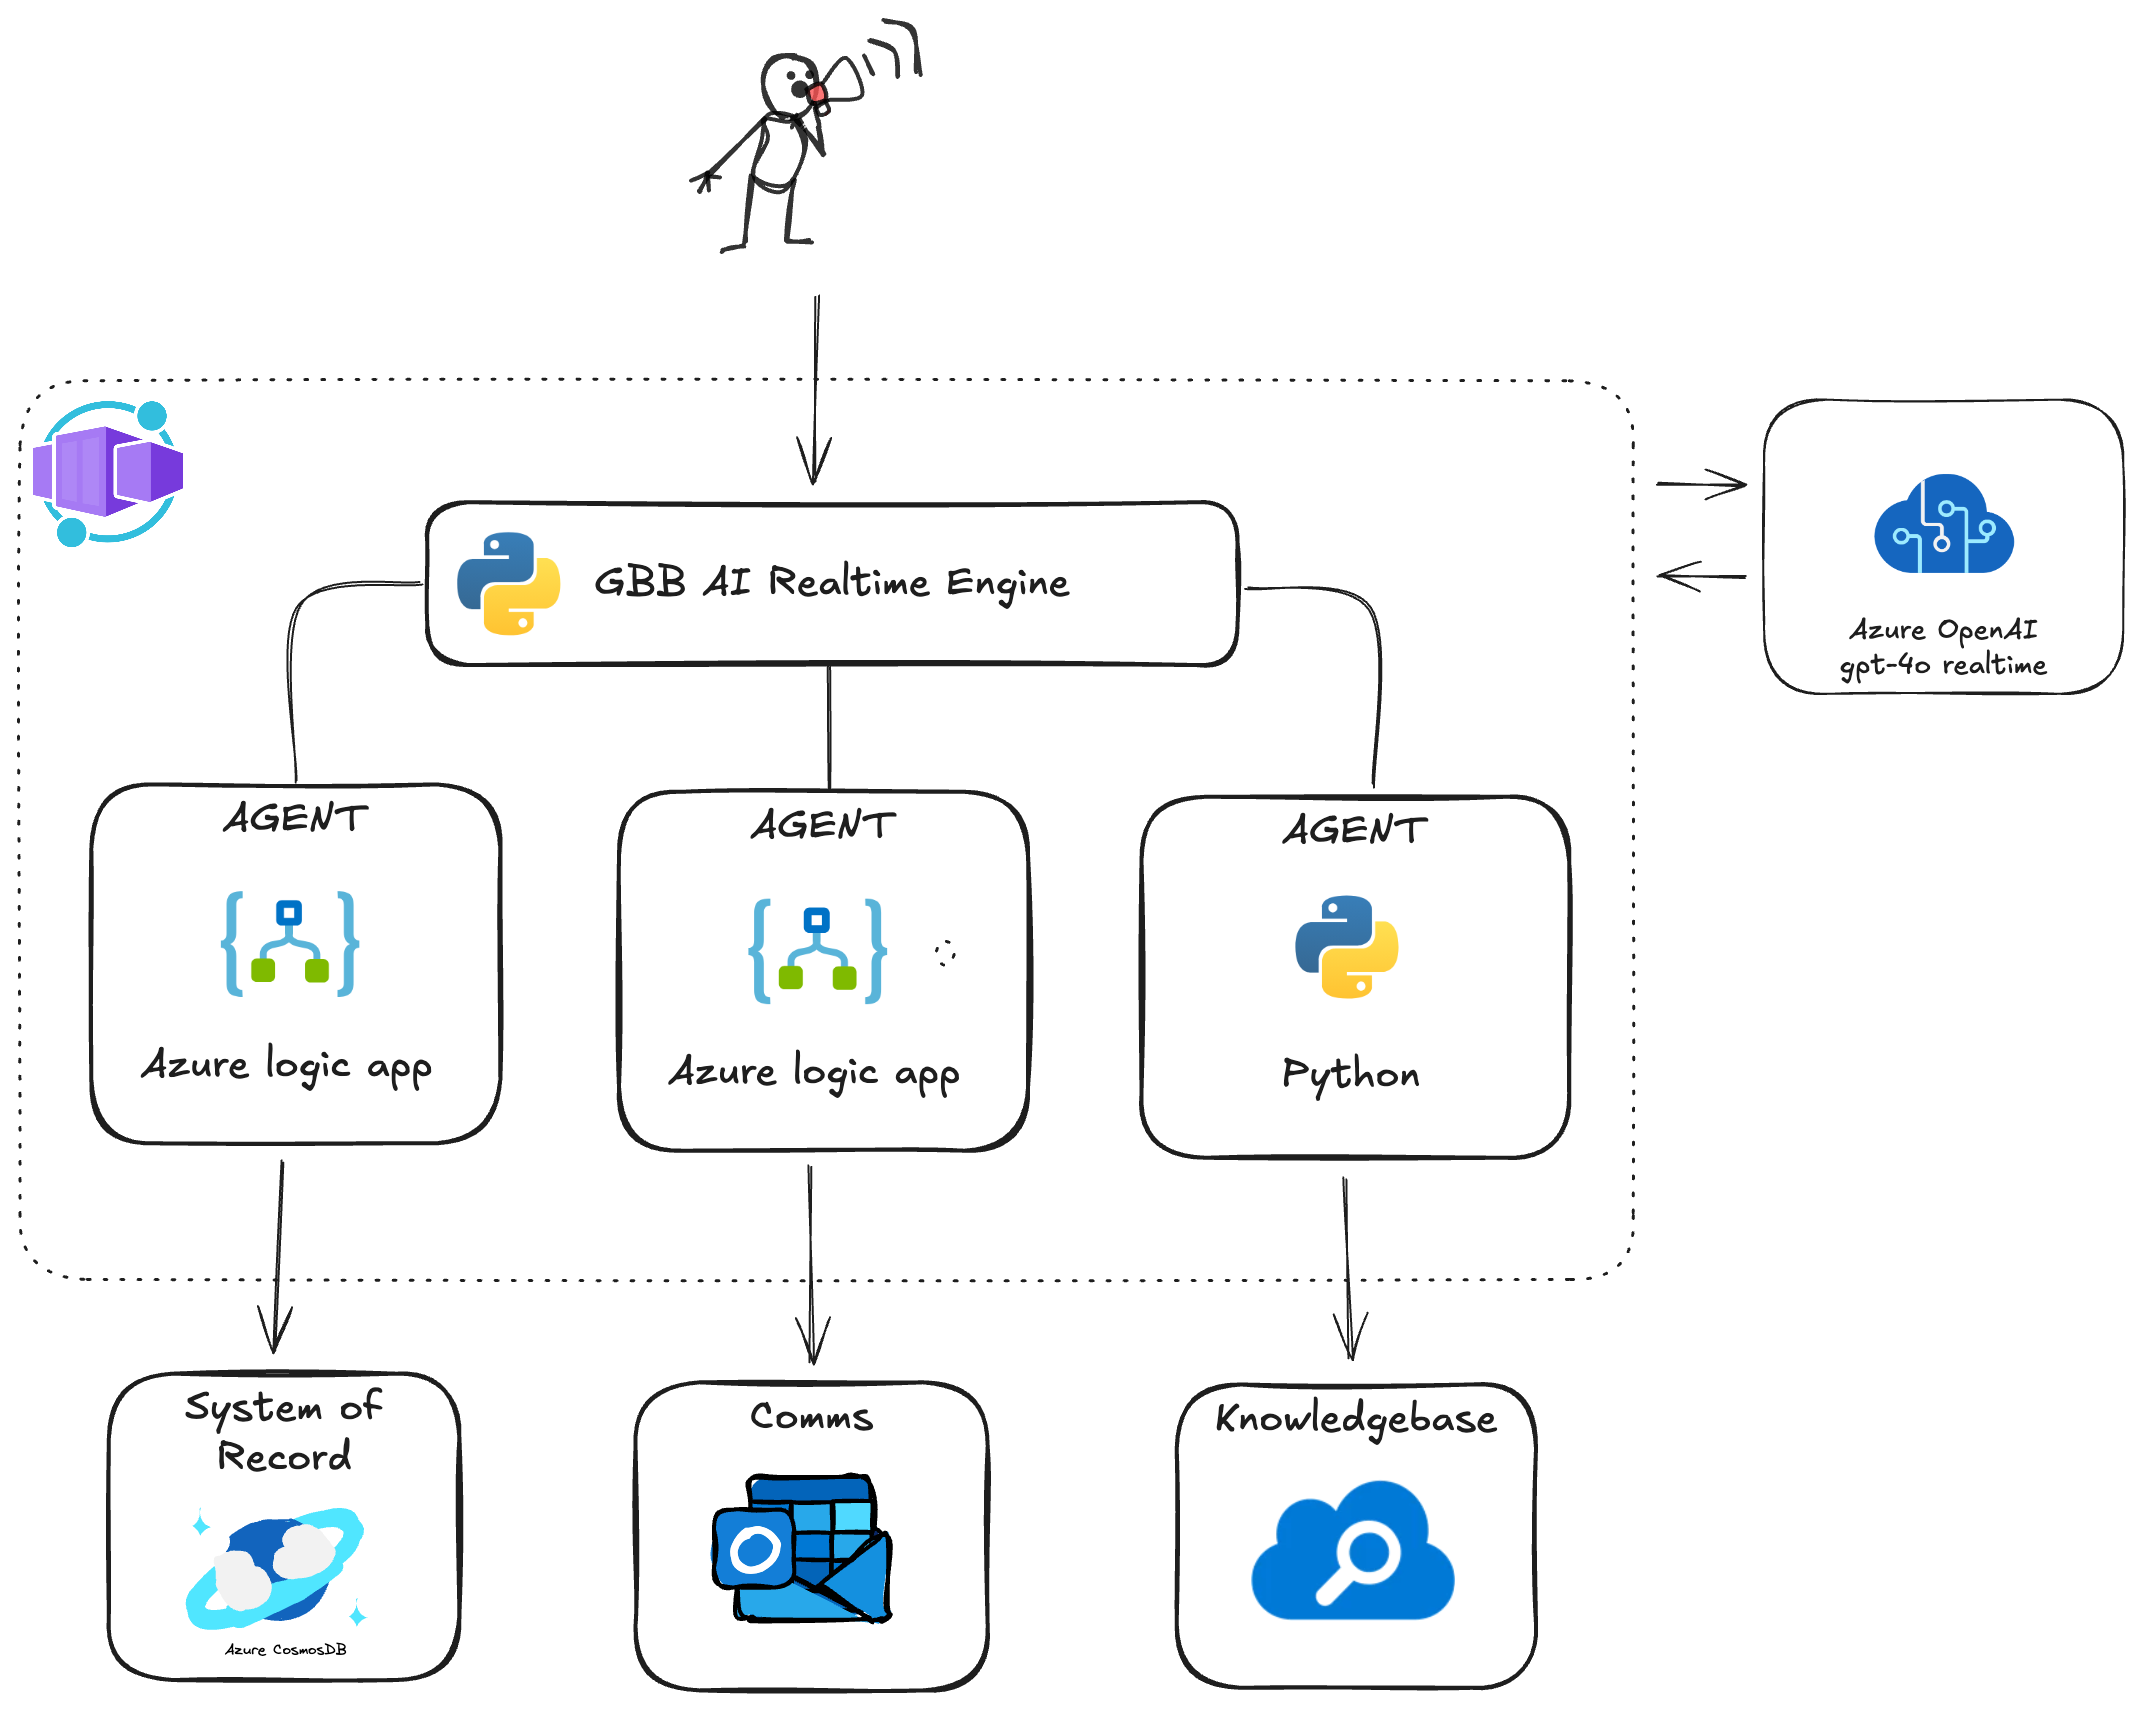 GBB AI Realtime Engine
Azure OpenAI
gpt-4o realtime
AGENT
Azure logic app
AGENT
Azure logic app
AGENT
Python
System of
Record
Azure CosmosDB
Comms
Knowledgebase